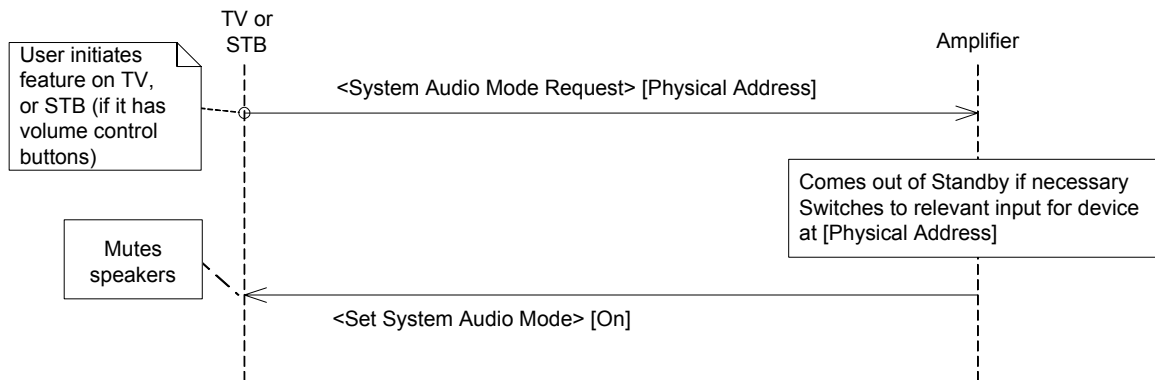 TV or
STB
Amplifier
User initiates
feature on TV,
or STB (if it has
volume control
buttons)
<System Audio Mode Request> [Physical Address]
Comes out of Standby if necessary
Switches to relevant input for device
at [Physical Address]
Mutes
speakers
<Set System Audio Mode> [On]